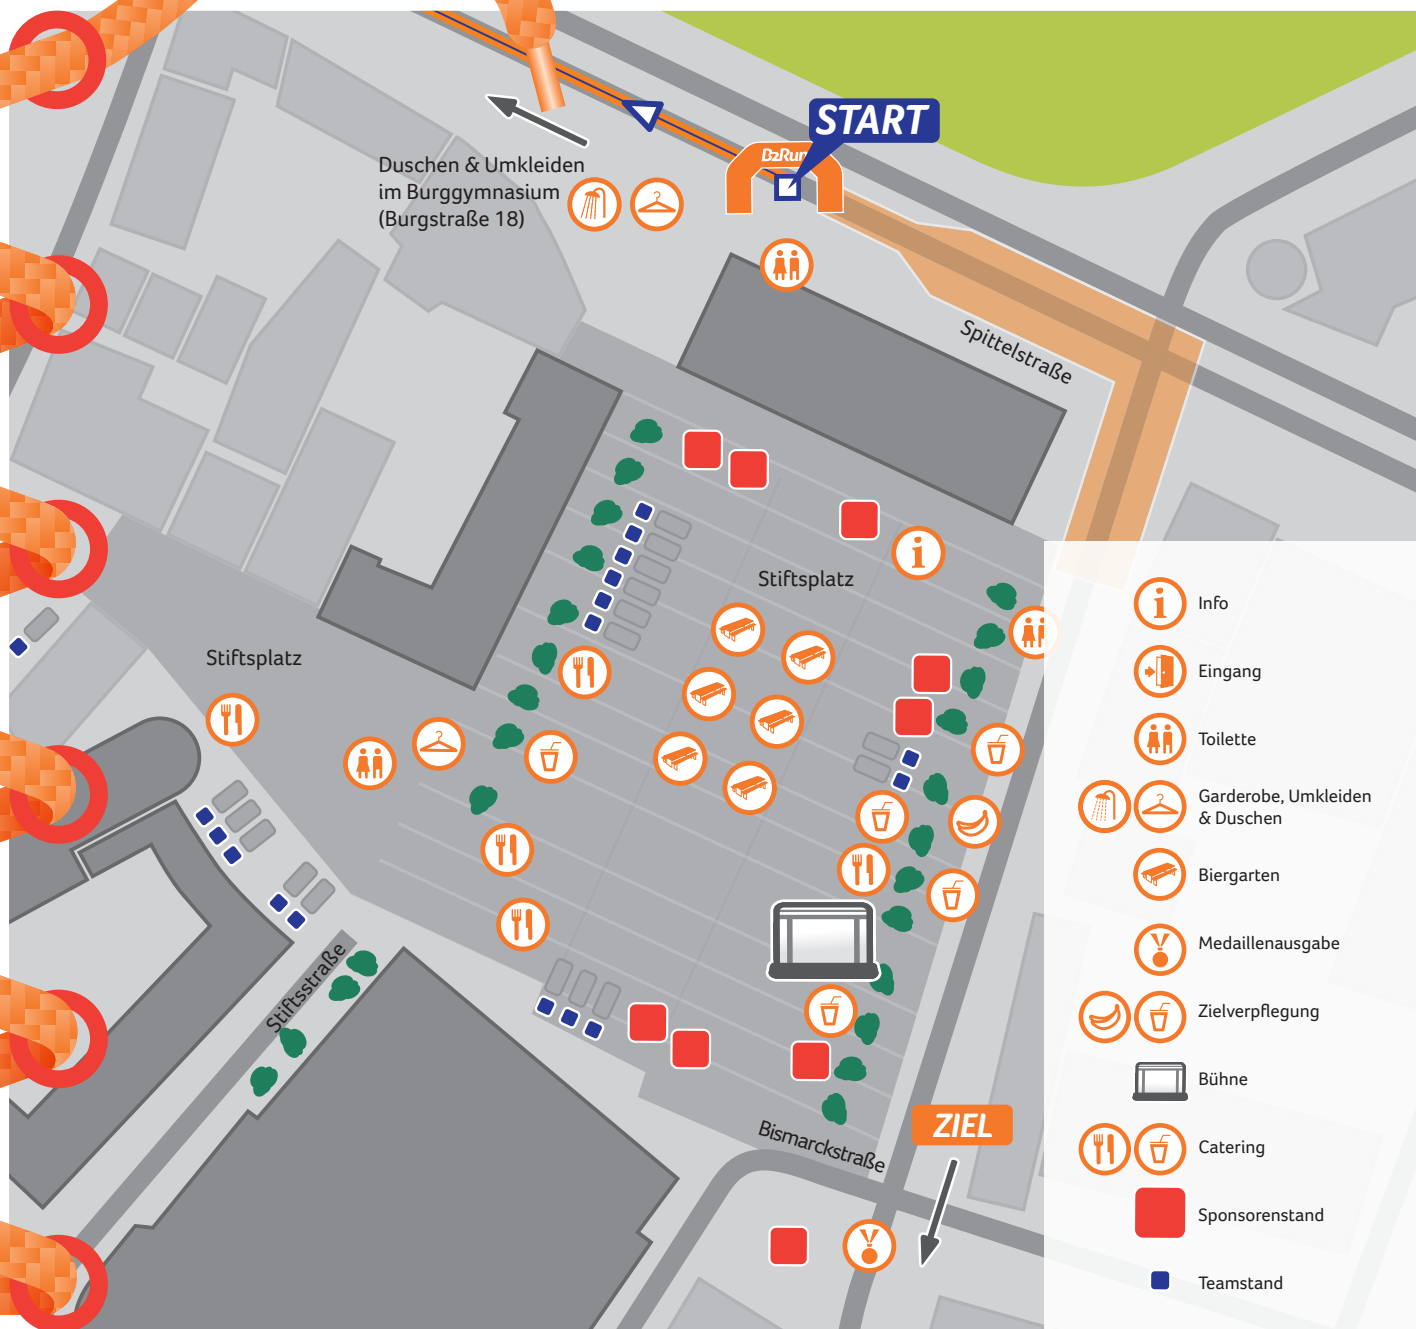 START
B2Run
Duschen & Umkleiden
im Burggymnasium
(Burgstraße 18)
Spittelstraße
Stiftsplatz
Stiftsplatz
Stiftsstraße
Bismarckstraße
ZIEL
Info
Eingang
Toilette
Garderobe, Umkleiden
& Duschen
Biergarten
Medaillenausgabe
Zielverpflegung
Bühne
Catering
Sponsorenstand
Teamstand